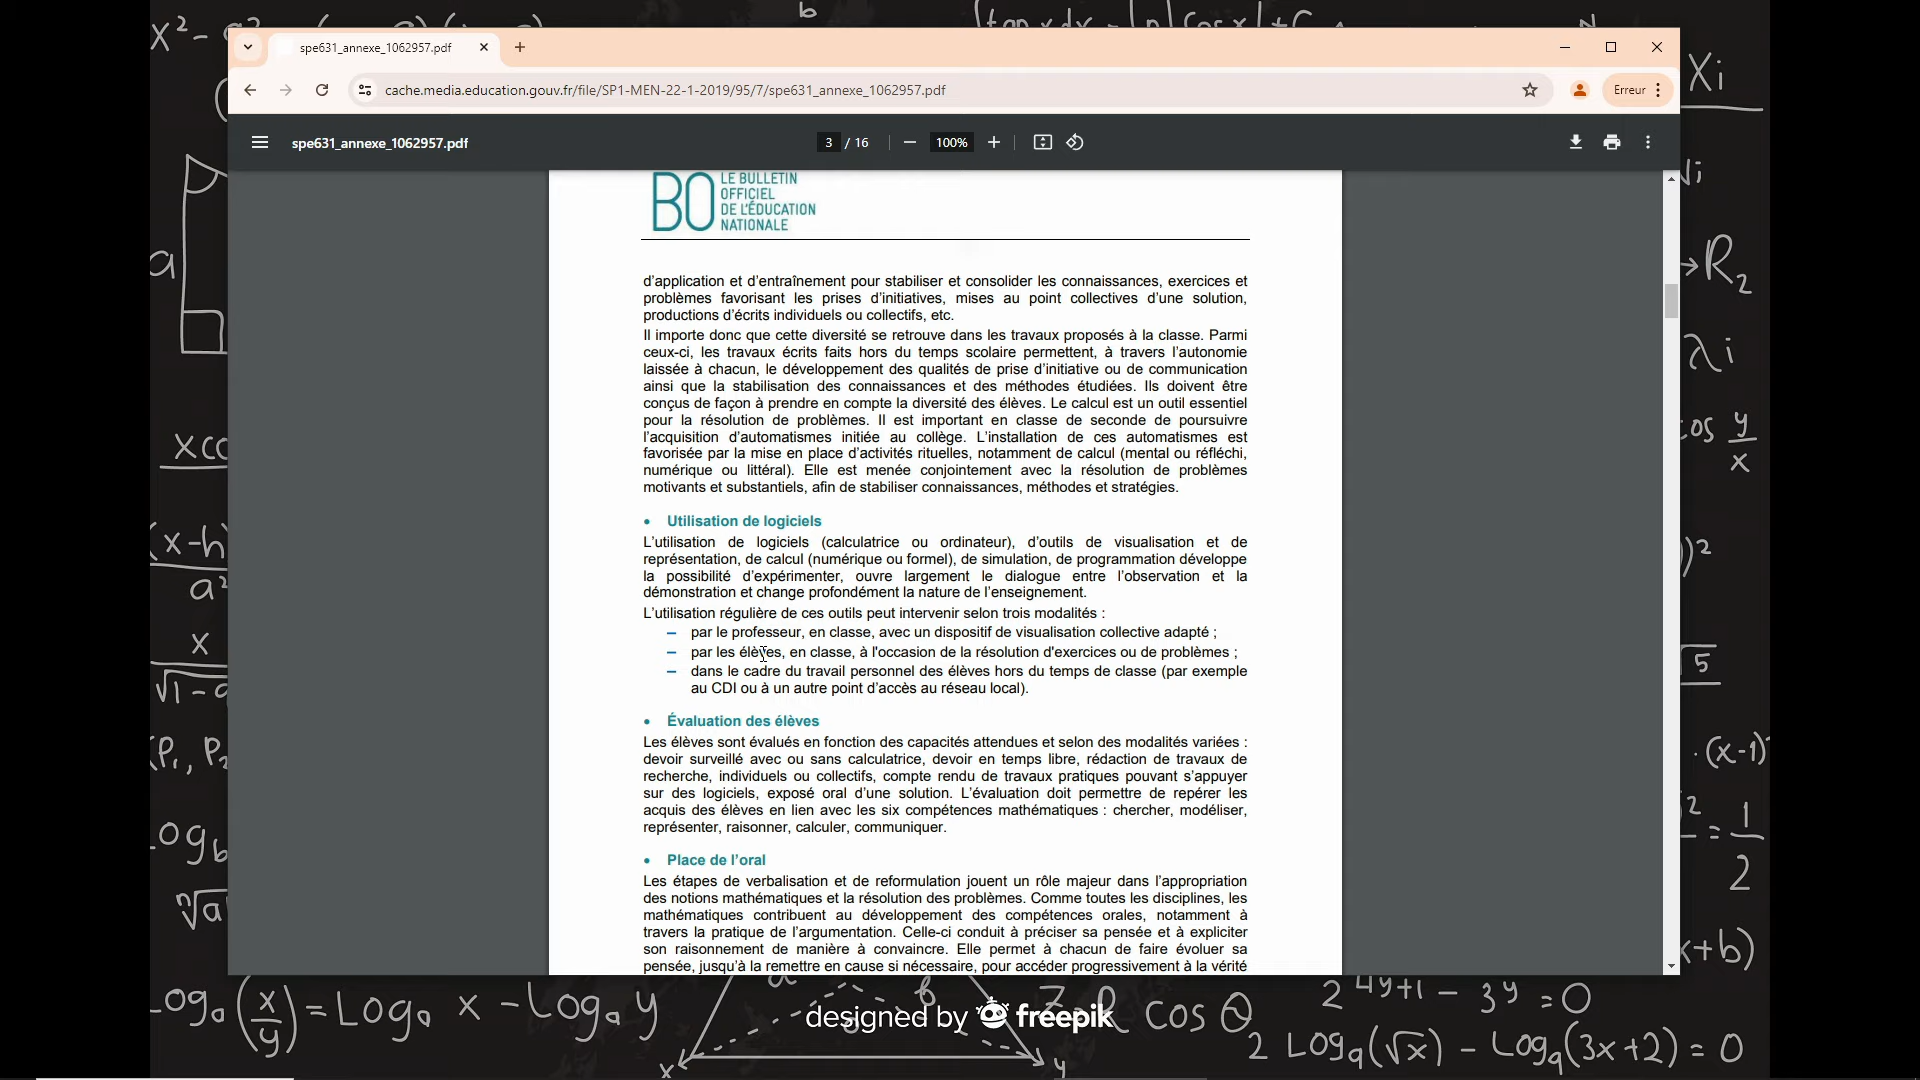 spe631_annexe_1062957.pdf
cache.media.education.gouv.fr/file/SP1-MEN-22-1-2019/95/7/spe631_annexe_1062957.pdf
Erreur
spe631_annexe_1062957.pdf
3 / 16
100%
BO
LE BULLETIN
OFFICIEL
DE L'ÉDUCATION
NATIONALE
d'application et d'entraînement pour stabiliser et consolider les connaissances, exercices et
problèmes favorisant les prises d'initiatives, mises au point collectives d'une solution,
productions d'écrits individuels ou collectifs, etc.
Il importe donc que cette diversité se retrouve dans les travaux proposés à la classe. Parmi
ceux-ci, les travaux écrits faits hors du temps scolaire permettent, à travers l'autonomie
laissée à chacun, le développement des qualités de prise d'initiative ou de communication
ainsi que la stabilisation des connaissances et des méthodes étudiées. Ils doivent être
conçus de façon à prendre en compte la diversité des élèves. Le calcul est un outil essentiel
pour la résolution de problèmes. Il est important en classe de seconde de poursuivre
l'acquisition d'automatismes initiée au collège. L'installation de ces automatismes est
favorisée par la mise en place d'activités rituelles, notamment de calcul (mental ou réfléchi,
numérique ou littéral). Elle est menée conjointement avec la résolution de problèmes
motivants et substantiels, afin de stabiliser connaissances, méthodes et stratégies.
• Utilisation de logiciels
L'utilisation de logiciels (calculatrice ou ordinateur), d'outils de visualisation et de
représentation, de calcul (numérique ou formel), de simulation, de programmation développe
la possibilité d'expérimenter, ouvre largement le dialogue entre l'observation et la
démonstration et change profondément la nature de l'enseignement.
L'utilisation régulière de ces outils peut intervenir selon trois modalités :
– par le professeur, en classe, avec un dispositif de visualisation collective adapté ;
– par les élèves, en classe, à l'occasion de la résolution d'exercices ou de problèmes ;
– dans le cadre du travail personnel des élèves hors du temps de classe (par exemple
au CDI ou à un autre point d'accès au réseau local).
• Évaluation des élèves
Les élèves sont évalués en fonction des capacités attendues et selon des modalités variées :
devoir surveillé avec ou sans calculatrice, devoir en temps libre, rédaction de travaux de
recherche, individuels ou collectifs, compte rendu de travaux pratiques pouvant s'appuyer
sur des logiciels, exposé oral d'une solution. L'évaluation doit permettre de repérer les
acquis des élèves en lien avec les six compétences mathématiques : chercher, modéliser,
représenter, raisonner, calculer, communiquer.
• Place de l'oral
Les étapes de verbalisation et de reformulation jouent un rôle majeur dans l'appropriation
des notions mathématiques et la résolution des problèmes. Comme toutes les disciplines, les
mathématiques contribuent au développement des compétences orales, notamment à
travers la pratique de l'argumentation. Celle-ci conduit à préciser sa pensée et à expliciter
son raisonnement de manière à convaincre. Elle permet à chacun de faire évoluer sa
pensée, jusqu'à la remettre en cause si nécessaire, pour accéder progressivement à la vérité
Log_a (x/y) = Log_a x - Log_a y
designed by freepik
Cos Θ
2^(4y+1) - 3^y = 0
2 Log_q(√x) - Log_q(3x+2) = 0